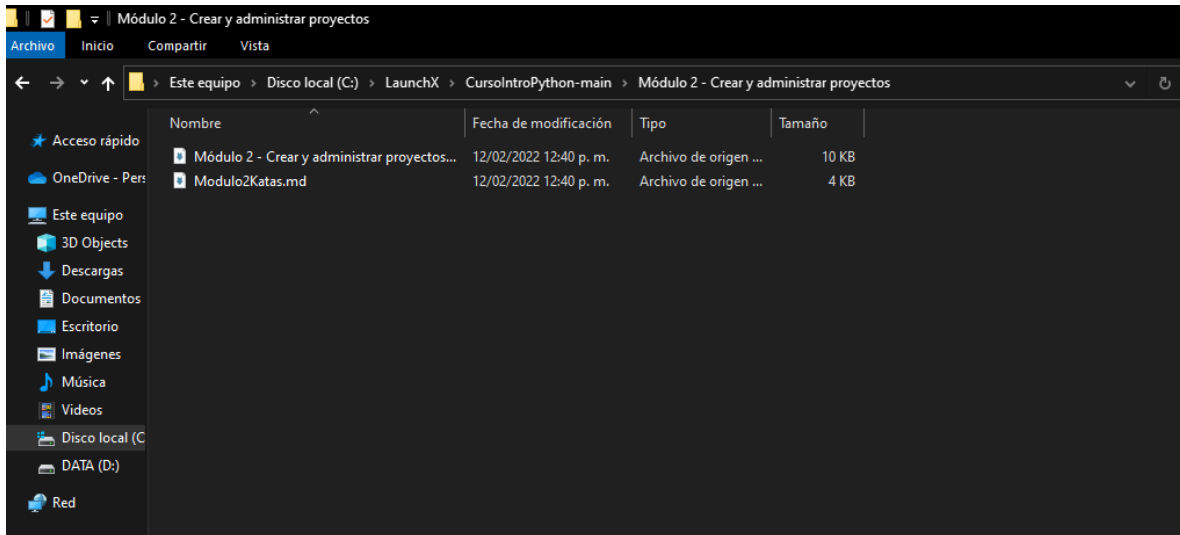 Módulo 2 - Crear y administrar proyectos
Archivo Inicio Compartir Vista
Este equipo > Disco local (C:) > LaunchX > CursoIntroPython-main > Módulo 2 - Crear y administrar proyectos
Nombre Fecha de modificación Tipo Tamaño
Acceso rápido
Módulo 2 - Crear y administrar proyectos... 12/02/2022 12:40 p. m. Archivo de origen ... 10 KB
OneDrive - Pers
Modulo2Katas.md 12/02/2022 12:40 p. m. Archivo de origen ... 4 KB
Este equipo
3D Objects
Descargas
Documentos
Escritorio
Imágenes
Música
Videos
Disco local (C
DATA (D:)
Red